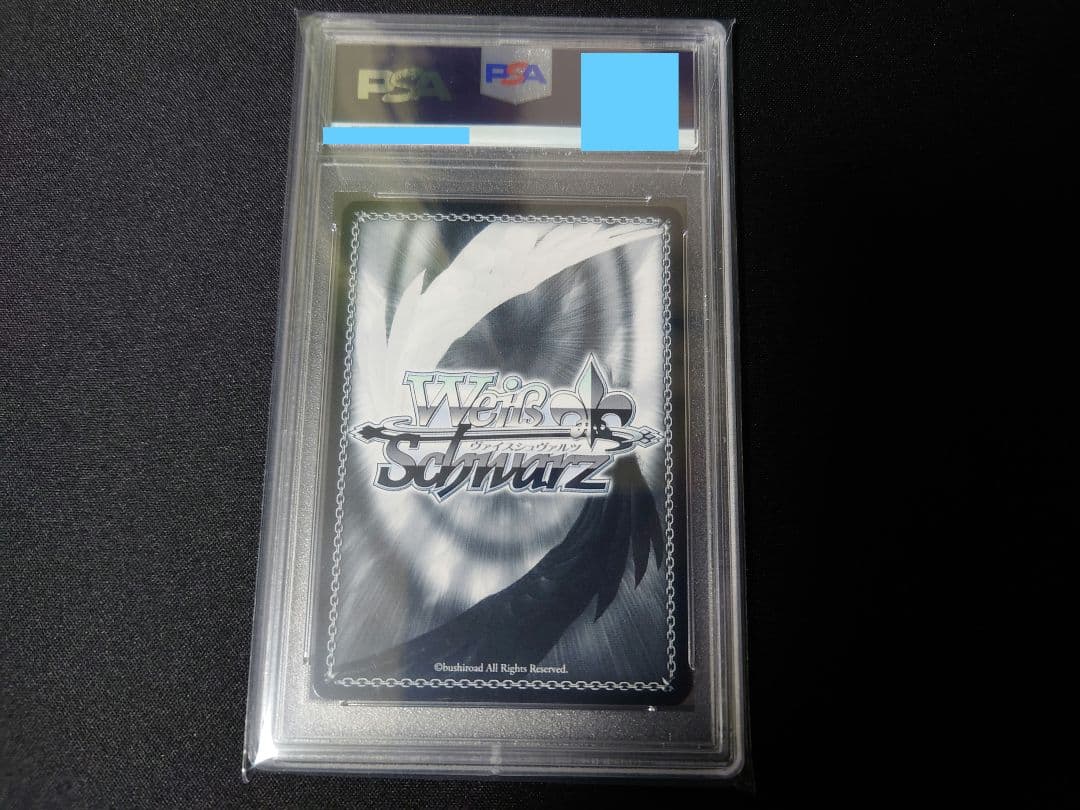 PSA
PSA
Weiß
ヴァイスシュヴァルツ
Schwarz
©bushiroad All Rights Reserved.